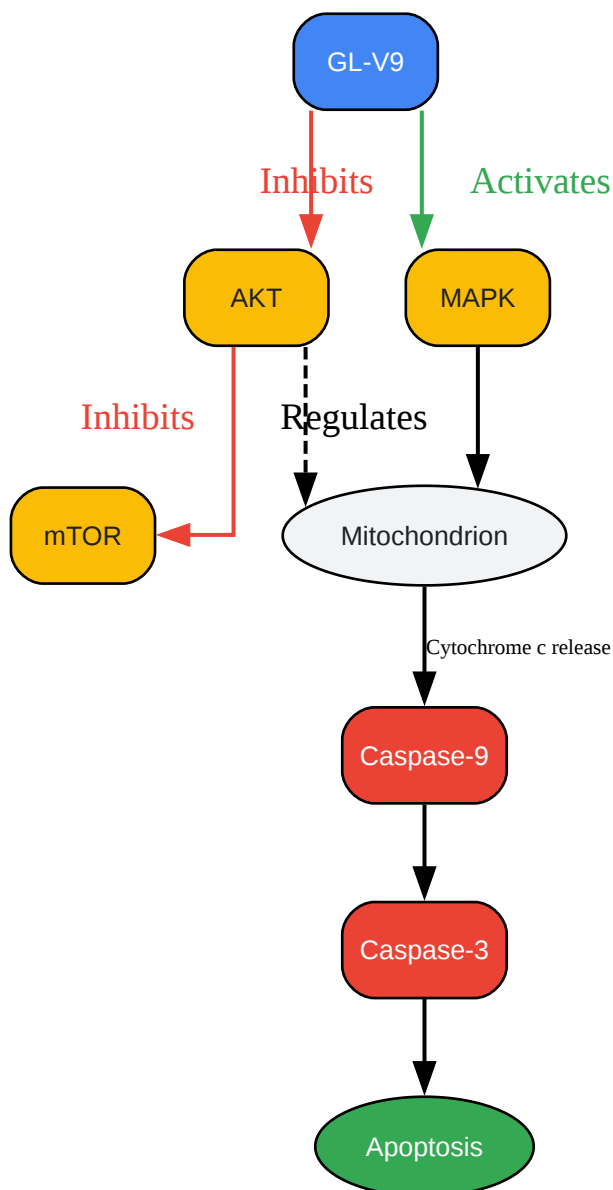 GL-V9
Inhibits
Activates
AKT
MAPK
Inhibits
Regulates
mTOR
Mitochondrion
Cytochrome c release
Caspase-9
Caspase-3
Apoptosis